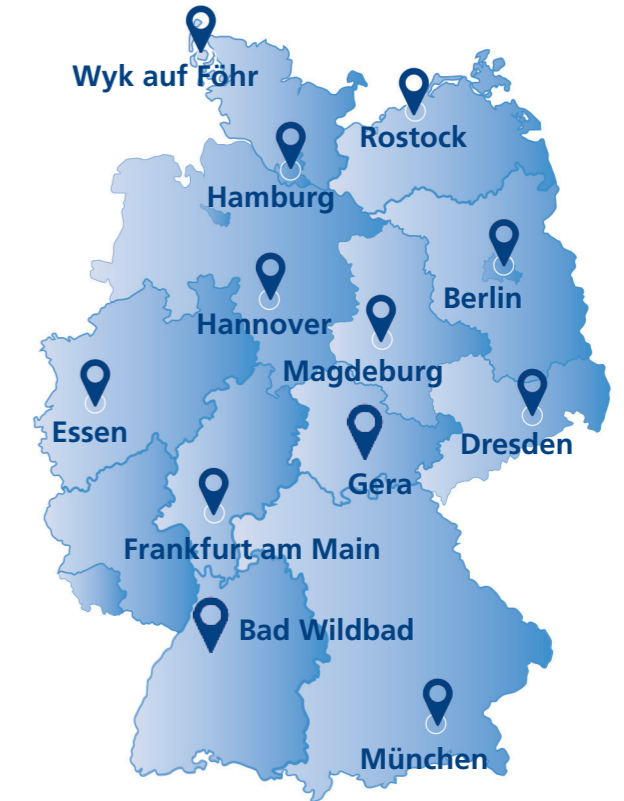 Wyk auf Föhr
Rostock
Hamburg
Berlin
Hannover
Magdeburg
Essen
Dresden
Gera
Frankfurt am Main
Bad Wildbad
München